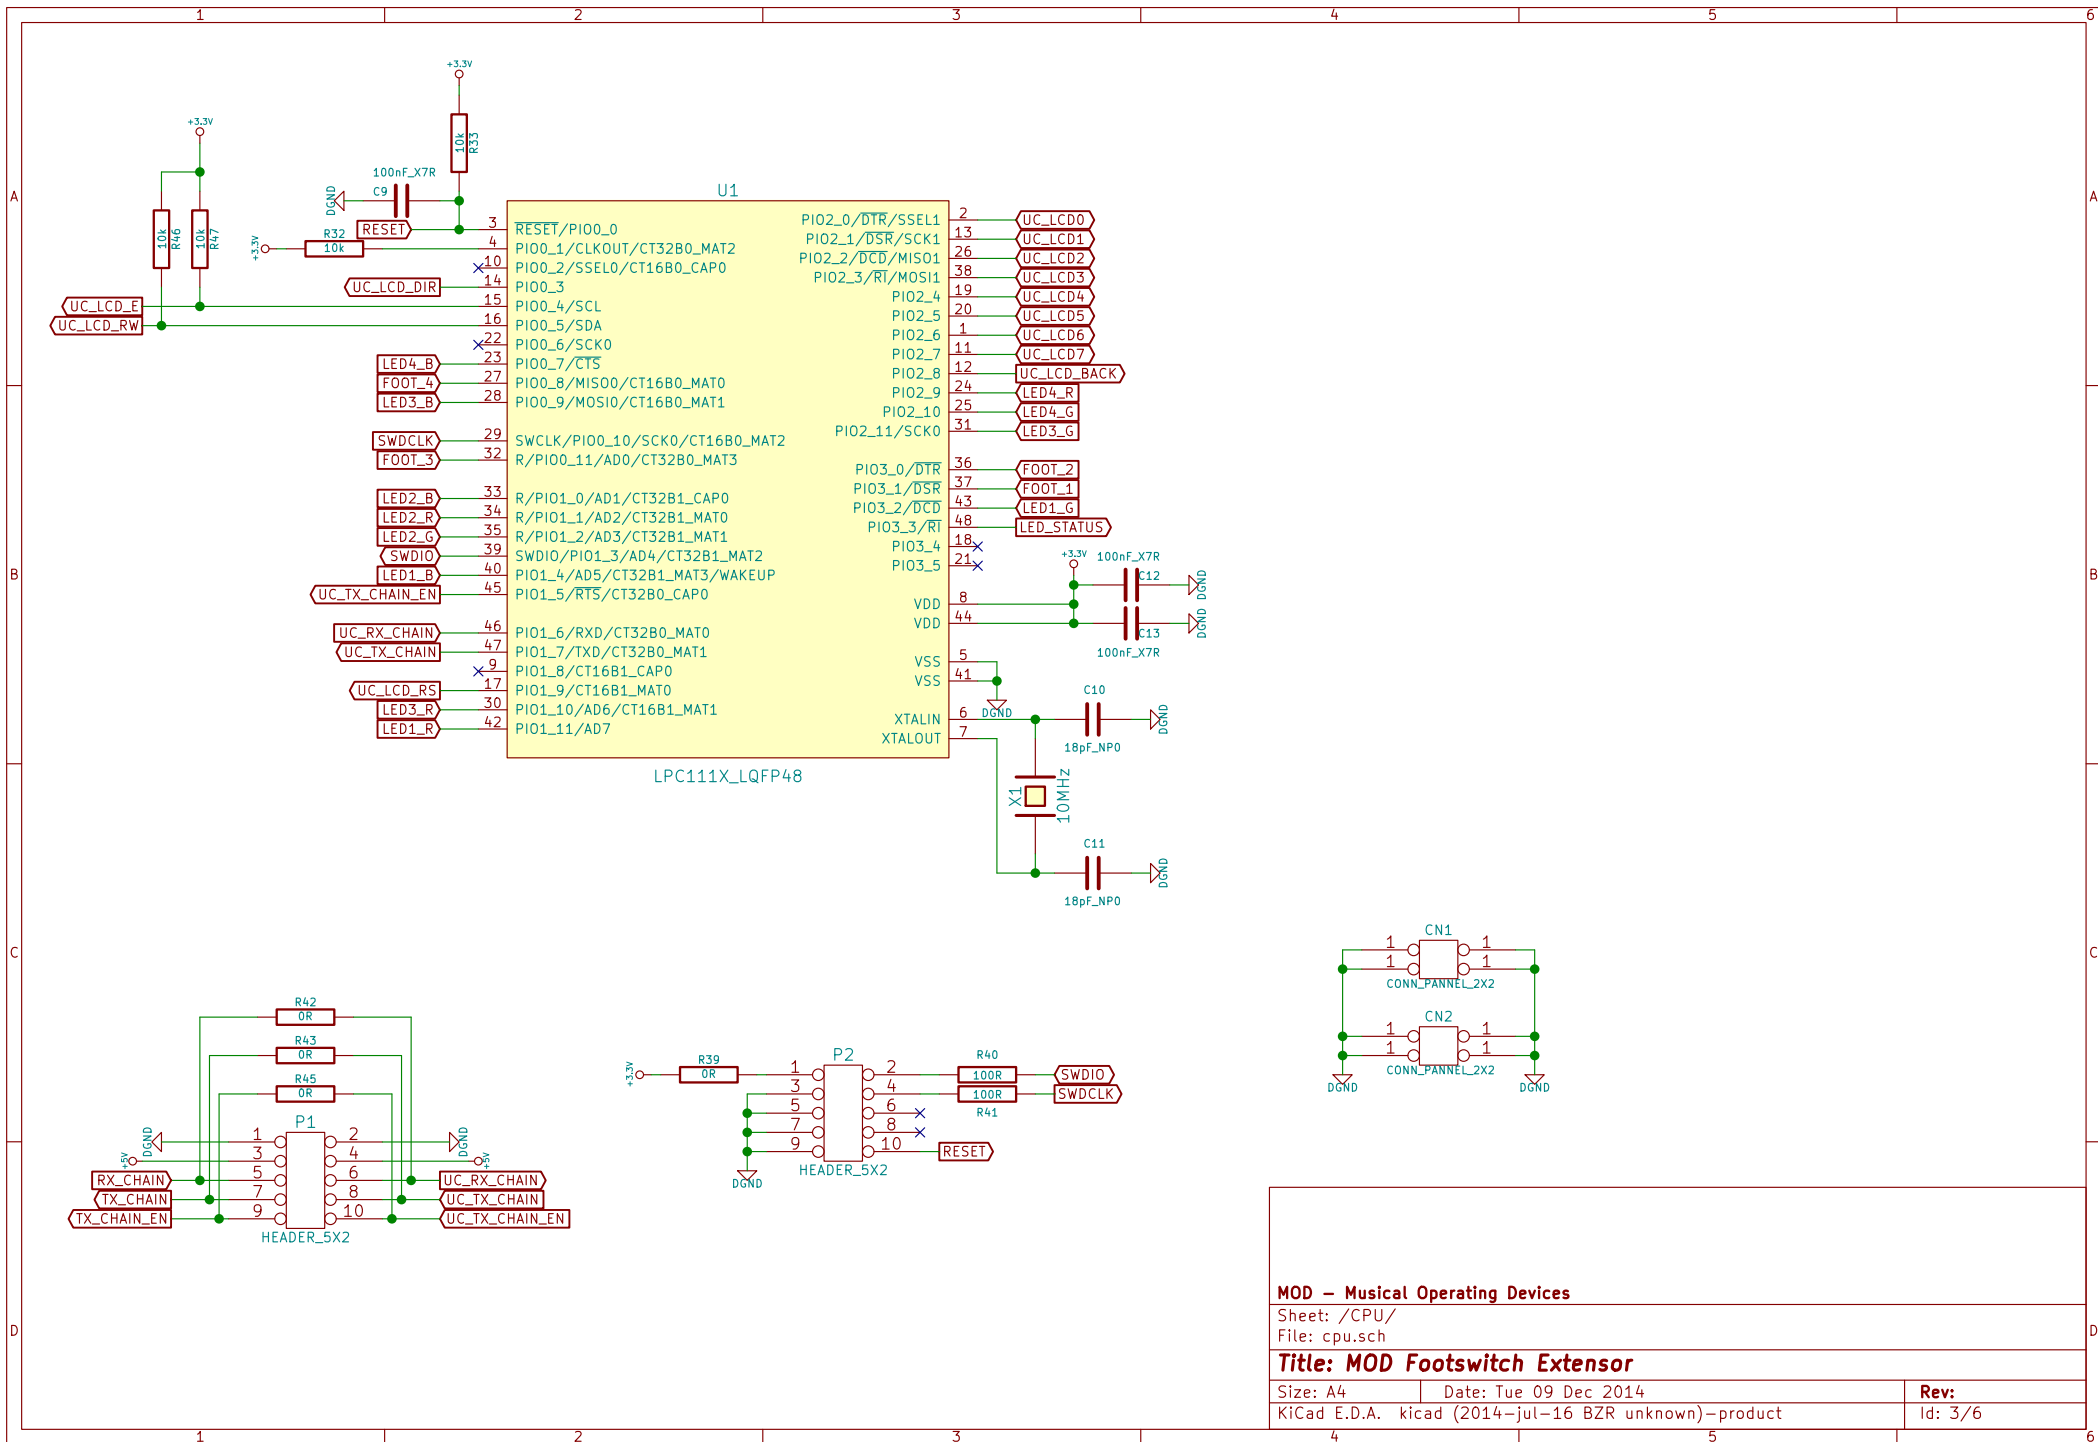 1 2 3 4 5 6
A
B
C
D
+3.3V
10k
R33
+3.3V
10k
R46
10k
R47
100nF_X7R
C9
DGND
RESET
+3.3V
R32
10k
UC_LCD_DIR
UC_LCD_E
UC_LCD_RW
LED4_B
FOOT_4
LED3_B
SWDCLK
FOOT_3
LED2_B
LED2_R
LED2_G
SWDIO
LED1_B
UC_TX_CHAIN_EN
UC_RX_CHAIN
UC_TX_CHAIN
UC_LCD_RS
LED3_R
LED1_R
U1
3 RESET/PIO0_0
4 PIO0_1/CLKOUT/CT32B0_MAT2
10 PIO0_2/SSEL0/CT16B0_CAP0
14 PIO0_3
15 PIO0_4/SCL
16 PIO0_5/SDA
22 PIO0_6/SCK0
23 PIO0_7/CTS
27 PIO0_8/MISO0/CT16B0_MAT0
28 PIO0_9/MOSI0/CT16B0_MAT1
29 SWCLK/PIO0_10/SCK0/CT16B0_MAT2
32 R/PIO0_11/AD0/CT32B0_MAT3
33 R/PIO1_0/AD1/CT32B1_CAP0
34 R/PIO1_1/AD2/CT32B1_MAT0
35 R/PIO1_2/AD3/CT32B1_MAT1
39 SWDIO/PIO1_3/AD4/CT32B1_MAT2
40 PIO1_4/AD5/CT32B1_MAT3/WAKEUP
45 PIO1_5/RTS/CT32B0_CAP0
46 PIO1_6/RXD/CT32B0_MAT0
47 PIO1_7/TXD/CT32B0_MAT1
9 PIO1_8/CT16B1_CAP0
17 PIO1_9/CT16B1_MAT0
30 PIO1_10/AD6/CT16B1_MAT1
42 PIO1_11/AD7
PIO2_0/DTR/SSEL1 2 UC_LCD0
PIO2_1/DSR/SCK1 13 UC_LCD1
PIO2_2/DCD/MISO1 26 UC_LCD2
PIO2_3/RI/MOSI1 38 UC_LCD3
PIO2_4 19 UC_LCD4
PIO2_5 20 UC_LCD5
PIO2_6 1 UC_LCD6
PIO2_7 11 UC_LCD7
PIO2_8 12 UC_LCD_BACK
PIO2_9 24 LED4_R
PIO2_10 25 LED4_G
PIO2_11/SCK0 31 LED3_G
PIO3_0/DTR 36 FOOT_2
PIO3_1/DSR 37 FOOT_1
PIO3_2/DCD 43 LED1_G
PIO3_3/RI 48 LED_STATUS
PIO3_4 18
PIO3_5 21
VDD 8
VDD 44
VSS 5
VSS 41
XTALIN 6
XTALOUT 7
LPC111X_LQFP48
+3.3V
100nF_X7R
C12
DGND
C13
100nF_X7R
DGND
DGND
C10
18pF_NP0
DGND
X1
10MHz
C11
18pF_NP0
DGND
CN1
1 1
1 1
CONN_PANNEL_2X2
CN2
1 1
1 1
CONN_PANNEL_2X2
DGND DGND
R42
0R
R43
0R
R45
0R
P1
DGND 1 2 DGND
+5V 3 4 +5V
RX_CHAIN 5 6 UC_RX_CHAIN
TX_CHAIN 7 8 UC_TX_CHAIN
TX_CHAIN_EN 9 10 UC_TX_CHAIN_EN
HEADER_5X2
+3.3V
R39
0R
P2
1 2
3 4
5 6
7 8
9 10
HEADER_5X2
DGND
R40
100R
SWDIO
100R
R41
SWDCLK
RESET
MOD – Musical Operating Devices
Sheet: /CPU/
File: cpu.sch
Title: MOD Footswitch Extensor
Size: A4 Date: Tue 09 Dec 2014 Rev:
KiCad E.D.A. kicad (2014-jul-16 BZR unknown)-product Id: 3/6
A
B
C
D
1 2 3 4 5 6